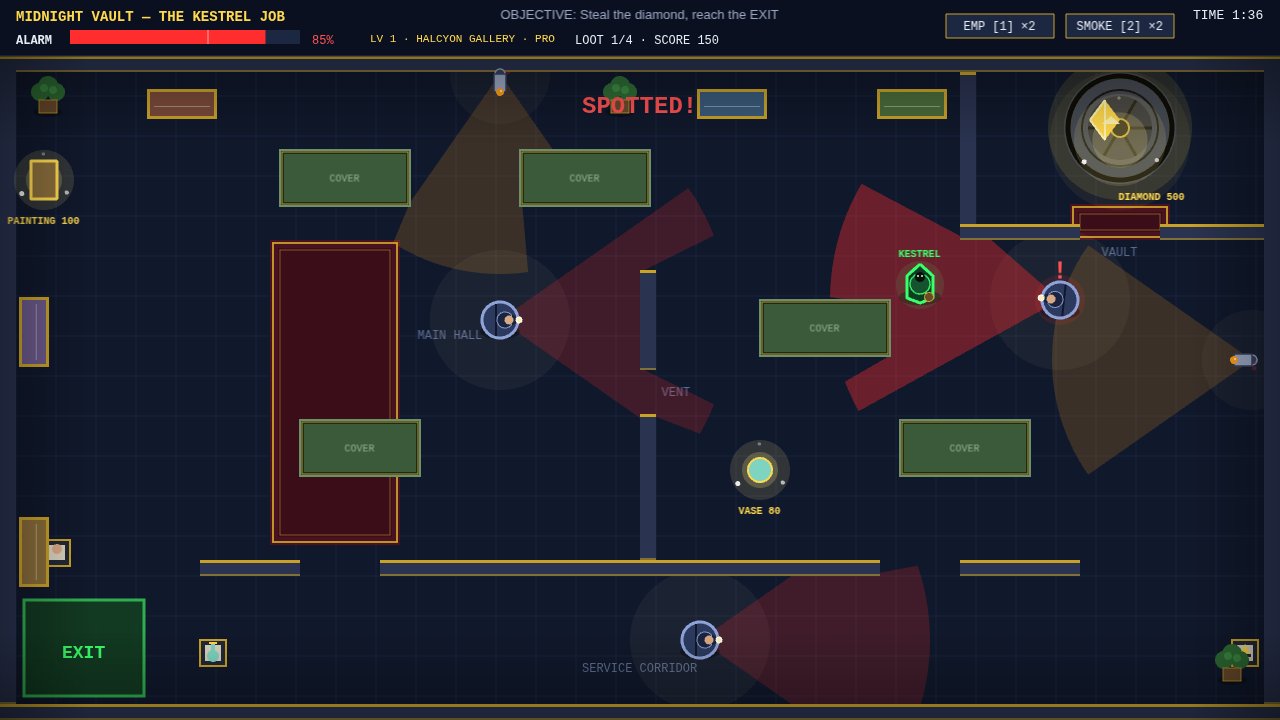 MIDNIGHT VAULT — THE KESTREL JOB
OBJECTIVE: Steal the diamond, reach the EXIT
EMP [1] ×2
SMOKE [2] ×2
TIME 1:36
ALARM
85%
LV 1 · HALCYON GALLERY · PRO
LOOT 1/4 · SCORE 150
SPOTTED!
COVER
COVER
PAINTING 100
DIAMOND 500
KESTREL
VAULT
!
COVER
MAIN HALL
VENT
COVER
COVER
VASE 80
EXIT
SERVICE CORRIDOR